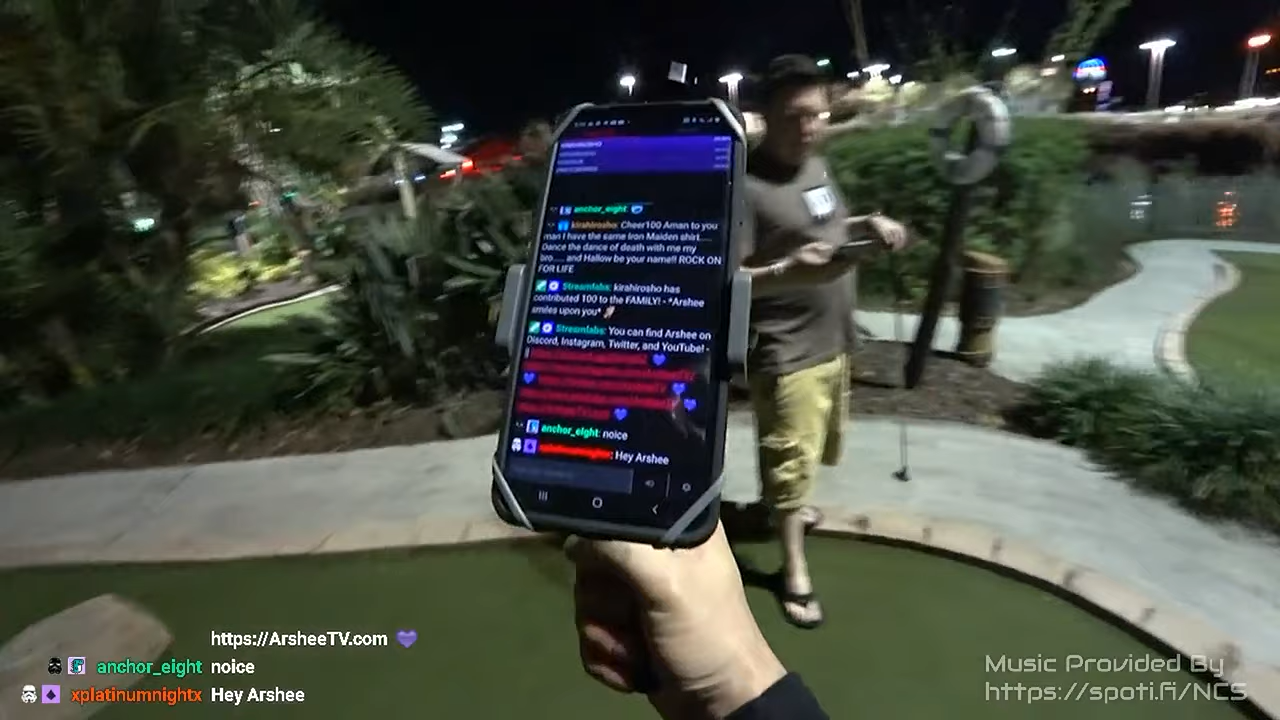 anchor_eight
kirahirosho: Cheer100 Aman to you
man I have the same Iron Maiden shirt....
Dance the dance of death with me my
bro..... and Hallow be your name!! ROCK ON
FOR LIFE
Streamlabs: kirahirosho has
contributed 100 to the FAMILY! - *Arshee
smiles upon you*
Streamlabs: You can find Arshee on
Discord, Instagram, Twitter, and YouTube! -
anchor_eight: noice
xplatinumnightx: Hey Arshee
https://ArsheeTV.com
anchor_eight noice
xplatinumnightx Hey Arshee
Music Provided By
https://spoti.fi/NCS